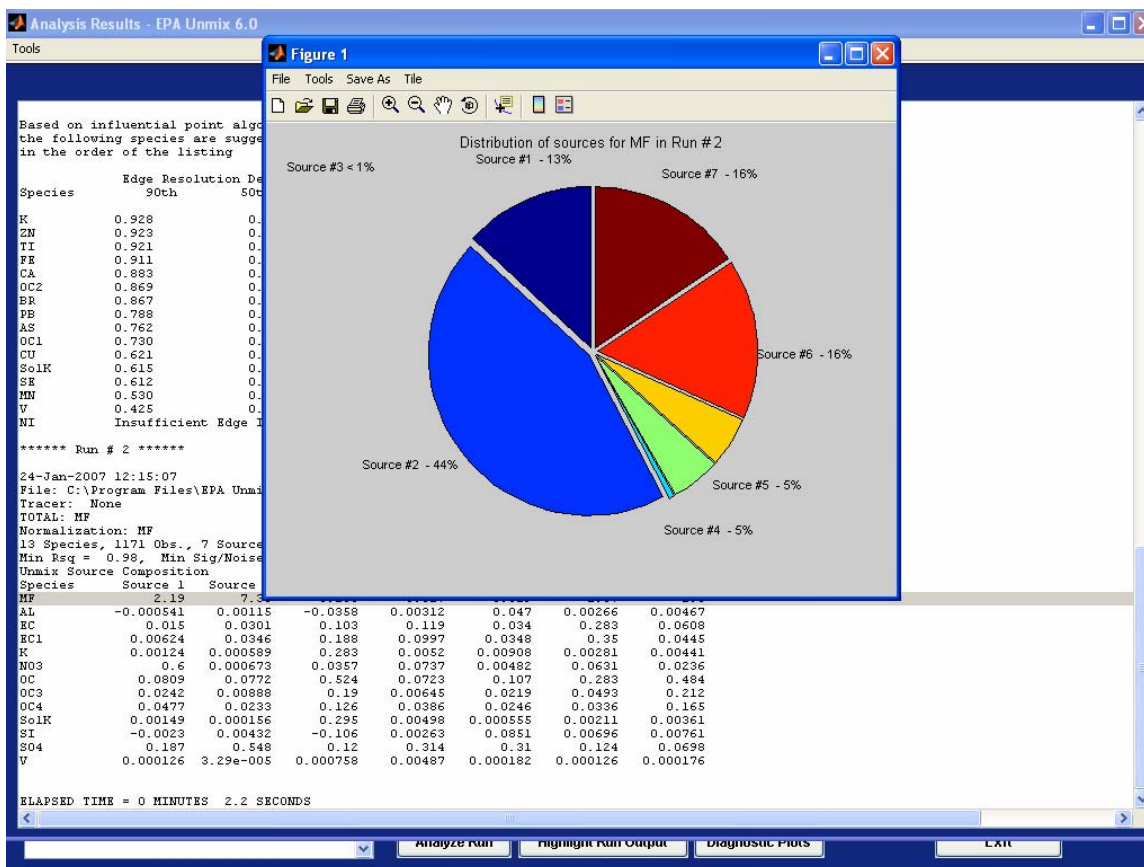 Analysis Results - EPA Unmix 6.0
Tools
Figure 1
File Tools Save As Tile
Distribution of sources for MF in Run # 2
Source #3 < 1%
Source #1 - 13%
Source #7 - 16%
Source #6 - 16%
Source #2 - 44%
Source #5 - 5%
Source #4 - 5%
Based on influential point algo
the following species are sugge
in the order of the listing
Edge Resolution De
Species 90th 50t
K 0.928 0.
ZN 0.923 0.
TI 0.921 0.
FE 0.911 0.
CA 0.883 0.
OC2 0.869 0.
BR 0.867 0.
PB 0.788 0.
AS 0.762 0.
OC1 0.730 0.
CU 0.621 0.
SolK 0.615 0.
SE 0.612 0.
MN 0.530 0.
V 0.425 0.
NI Insufficient Edge I
****** Run # 2 ******
24-Jan-2007 12:15:07
File: C:\Program Files\EPA Unmi
Tracer: None
TOTAL: MF
Normalization: MF
13 Species, 1171 Obs., 7 Source
Min Rsq = 0.98, Min Sig/Noise
Unmix Source Composition
Species Source 1 Source
MF 2.19
AL -0.000541 0.00115 -0.0358 0.00312 0.047 0.00266 0.00467
EC 0.015 0.0301 0.103 0.119 0.034 0.283 0.0608
EC1 0.00624 0.0346 0.188 0.0997 0.0348 0.35 0.0445
K 0.00124 0.000589 0.283 0.0052 0.00908 0.00281 0.00441
NO3 0.6 0.000673 0.0357 0.0737 0.00482 0.0631 0.0236
OC 0.0809 0.0772 0.524 0.0723 0.107 0.283 0.484
OC3 0.0242 0.00888 0.19 0.00645 0.0219 0.0493 0.212
OC4 0.0477 0.0233 0.126 0.0386 0.0246 0.0336 0.165
SolK 0.00149 0.000156 0.295 0.00498 0.000555 0.00211 0.00361
SI -0.0023 0.00432 -0.106 0.00263 0.0851 0.00696 0.00761
SO4 0.187 0.548 0.12 0.314 0.31 0.124 0.0698
V 0.000126 3.29e-005 0.000758 0.00487 0.000182 0.000126 0.000176
ELAPSED TIME = 0 MINUTES 2.2 SECONDS
Analyze Run Highlight Run Output Diagnostic Plots Exit